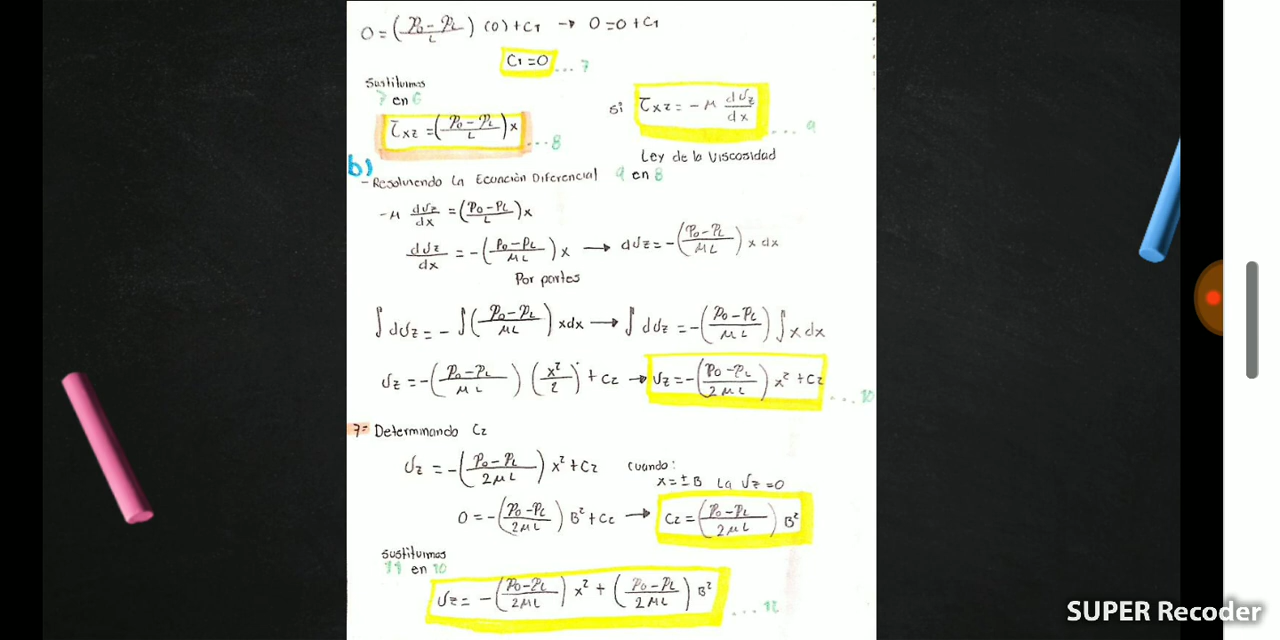 0 = (𝒫0 - 𝒫L / L) (0) + C1 → 0 = 0 + C1
C1 = 0 ... 7
Sustituimos
7 en 6
τxz = (𝒫0 - 𝒫L / L) x ... 8
si τxz = -μ dvz/dx ... 9
Ley de la Viscosidad
b)
- Resolviendo la Ecuación Diferencial 9 en 8
-μ dvz/dx = (𝒫0 - 𝒫L / L) x
dvz/dx = -(𝒫0 - 𝒫L / μL) x → dvz = -(𝒫0 - 𝒫L / μL) x dx
Por partes
∫ dvz = -∫ (𝒫0 - 𝒫L / μL) x dx → ∫ dvz = -(𝒫0 - 𝒫L / μL) ∫ x dx
vz = -(𝒫0 - 𝒫L / μL) (x²/2) + C2 → vz = -(𝒫0 - 𝒫L / 2μL) x² + C2 ... 10
7- Determinando C2
vz = -(𝒫0 - 𝒫L / 2μL) x² + C2 cuando:
x = ± B la vz = 0
0 = -(𝒫0 - 𝒫L / 2μL) B² + C2 → C2 = (𝒫0 - 𝒫L / 2μL) B²
Sustituimos
11 en 10
vz = -(𝒫0 - 𝒫L / 2μL) x² + (𝒫0 - 𝒫L / 2μL) B² ... 12
SUPER Recoder